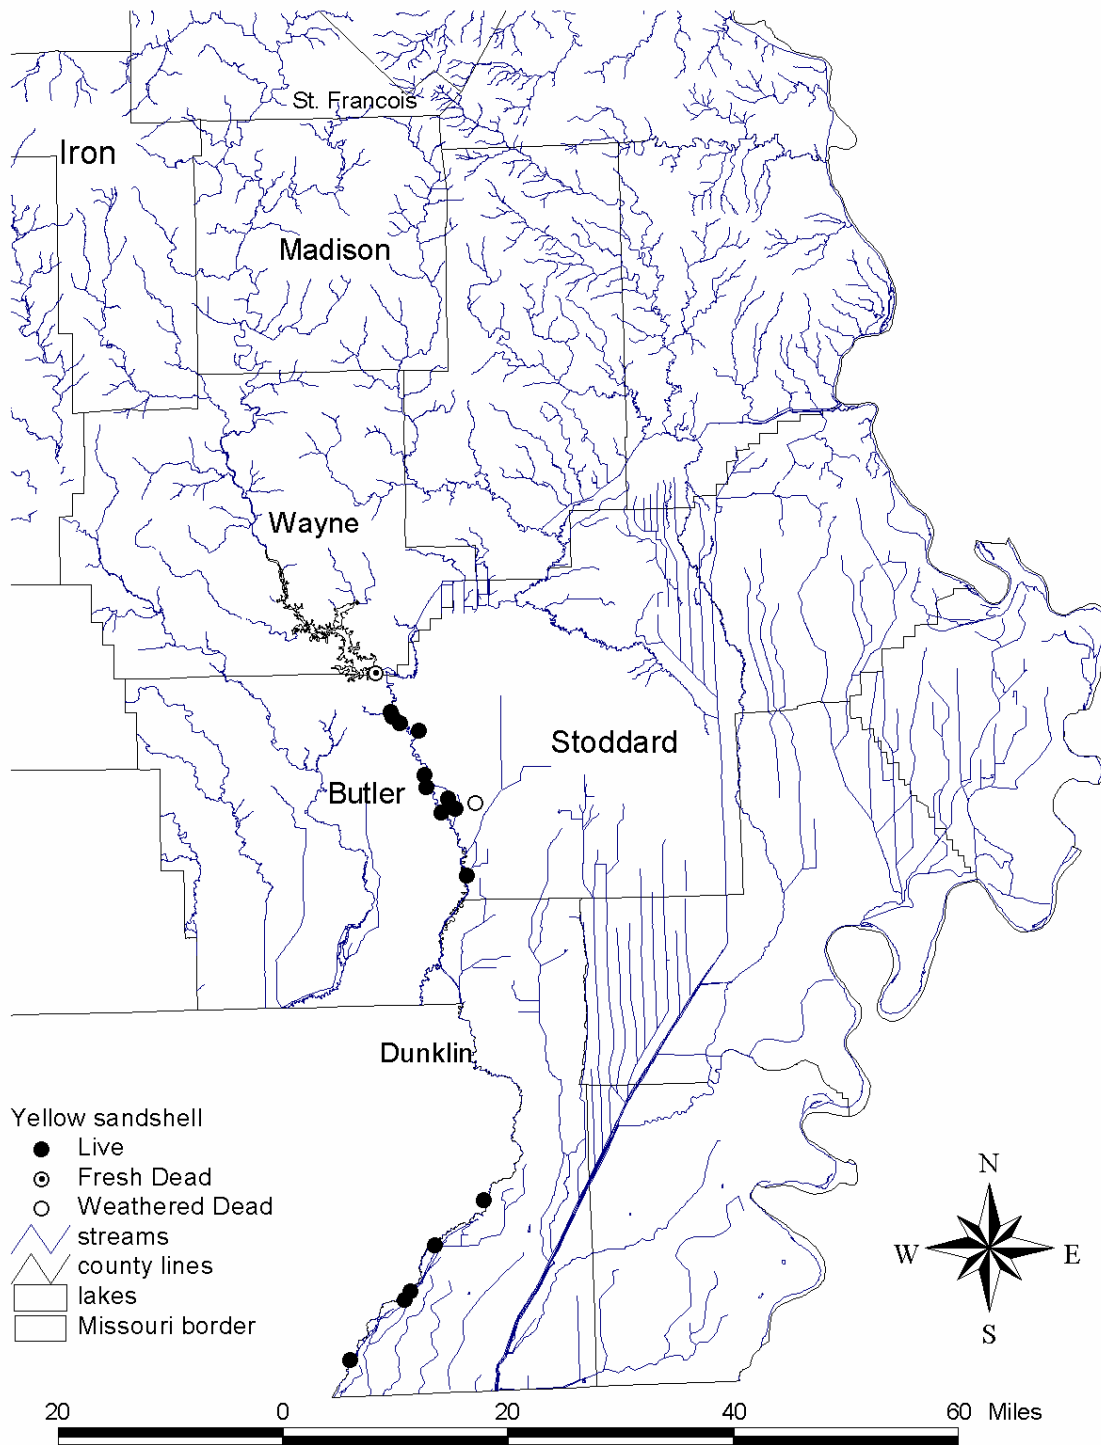 St. Francois
Iron
Madison
Wayne
Stoddard
Butler
Dunklin
Yellow sandshell
Live
Fresh Dead
Weathered Dead
streams
county lines
lakes
Missouri border
N
W E
S
20 0 20 40 60 Miles